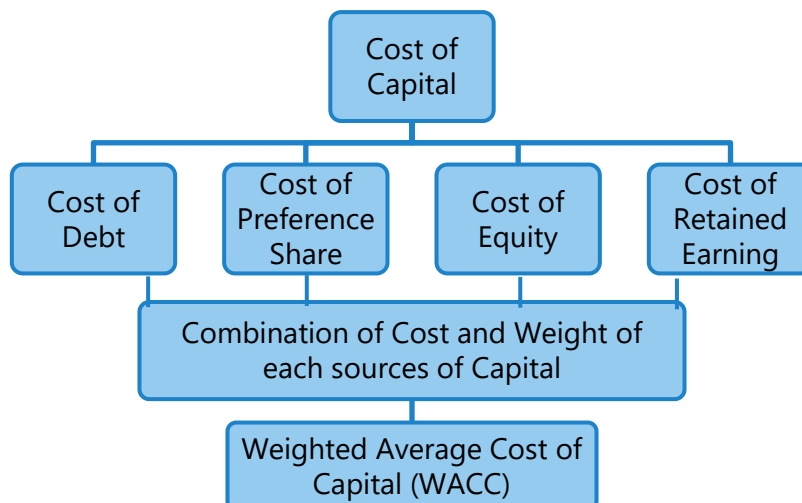 Cost of
Capital
Cost of
Debt
Cost of
Preference
Share
Cost of
Equity
Cost of
Retained
Earning
Combination of Cost and Weight of
each sources of Capital
Weighted Average Cost of
Capital (WACC)